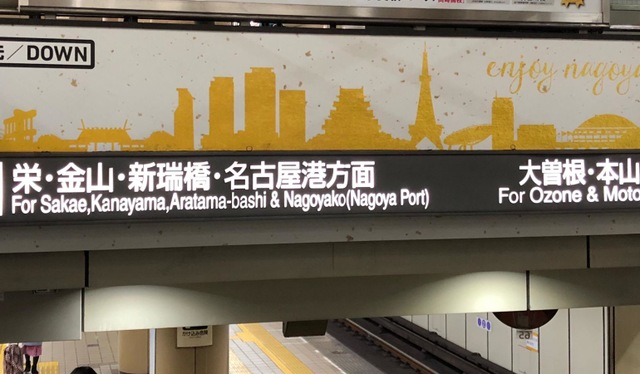 /DOWN
enjoy nagoya
栄・金山・新瑞橋・名古屋港方面
For Sakae,Kanayama,Aratama-bashi & Nagoyako(Nagoya Port)
大曽根・本山
For Ozone & Moto